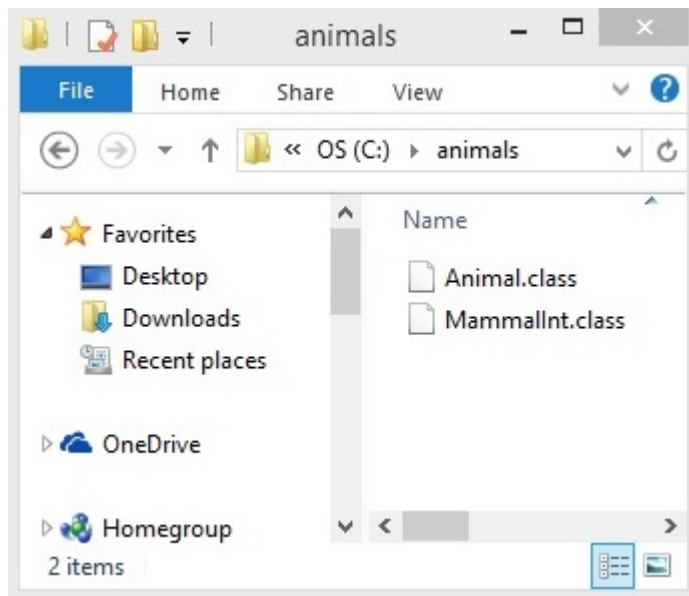 animals
File Home Share View
« OS (C:) animals
Favorites
Desktop
Downloads
Recent places
OneDrive
Homegroup
Name
Animal.class
MammalInt.class
2 items